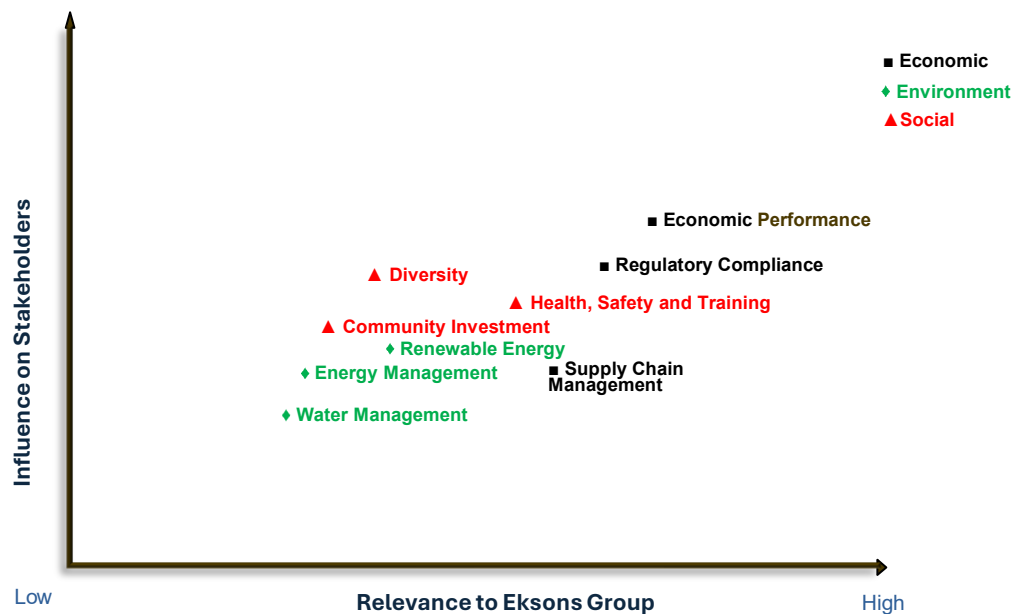 ■ Economic
♦ Environment
▲Social
Influence on Stakeholders
■ Economic Performance
■ Regulatory Compliance
▲ Diversity
▲ Health, Safety and Training
▲ Community Investment
♦ Renewable Energy
■ Supply Chain
Management
♦ Energy Management
♦ Water Management
Low
Relevance to Eksons Group
High